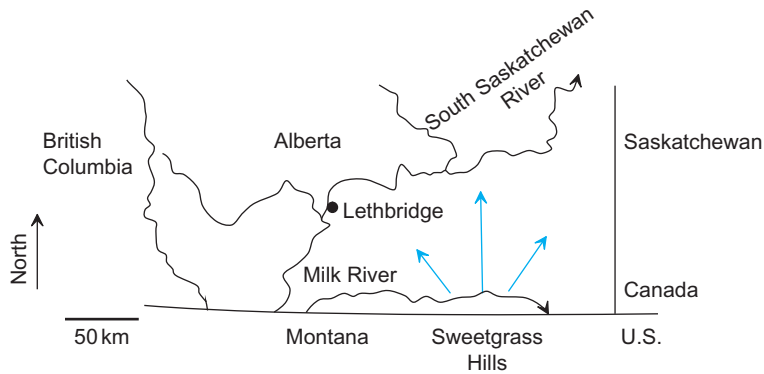 South Saskatchewan
River
British
Columbia
Alberta
Saskatchewan
Lethbridge
North
Milk River
Canada
50 km
Montana
Sweetgrass
Hills
U.S.